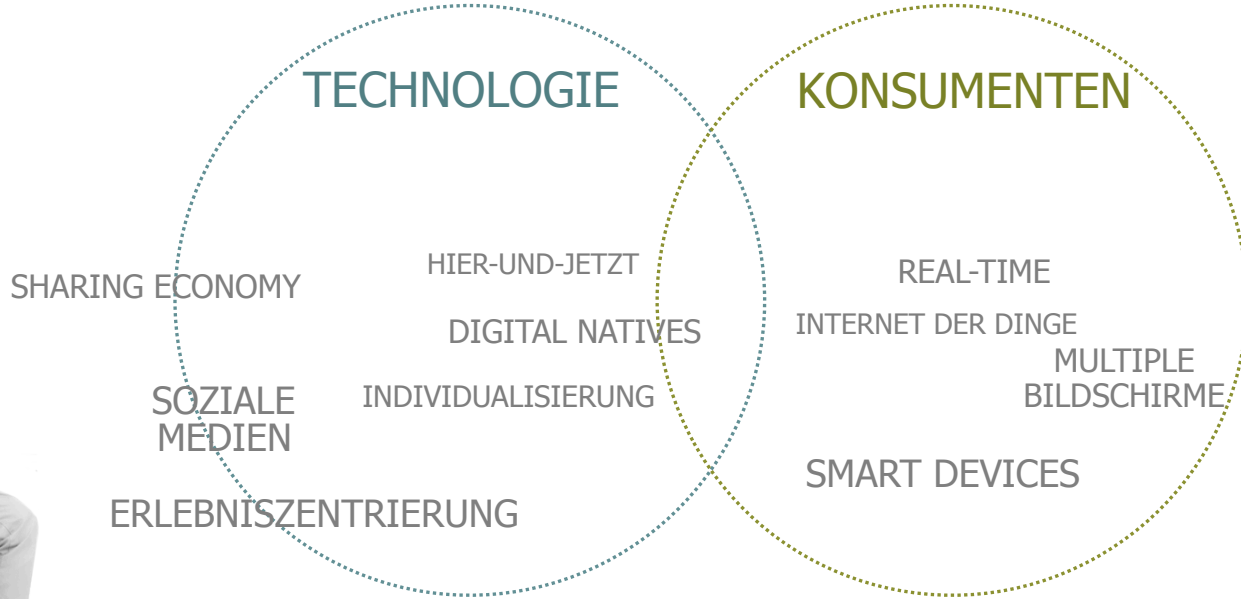 TECHNOLOGIE
KONSUMENTEN
HIER-UND-JETZT
REAL-TIME
SHARING ECONOMY
DIGITAL NATIVES
INTERNET DER DINGE
MULTIPLE
BILDSCHIRME
SOZIALE
MEDIEN
INDIVIDUALISIERUNG
SMART DEVICES
ERLEBNISZENTRIERUNG